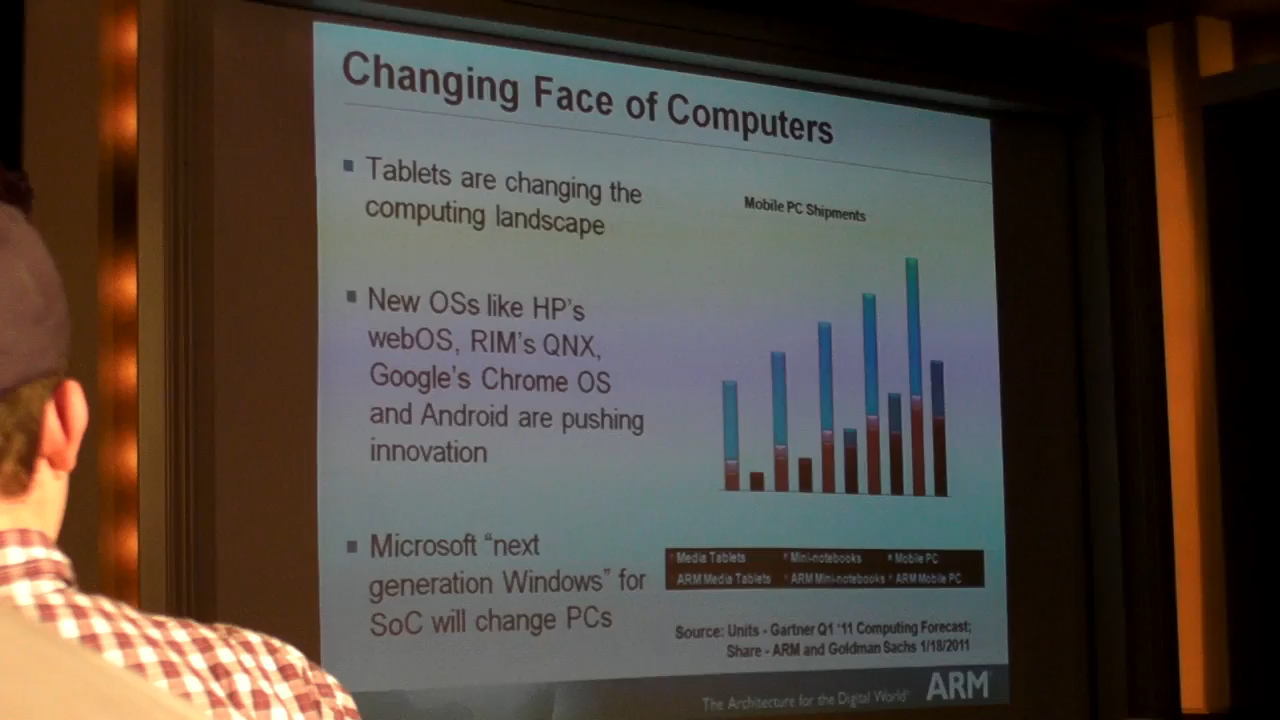 Changing Face of Computers
Tablets are changing the
computing landscape
New OSs like HP's
webOS, RIM's QNX,
Google's Chrome OS
and Android are pushing
innovation
Microsoft “next
generation Windows” for
SoC will change PCs
Mobile PC Shipments
Media Tablets Mini-notebooks Mobile PC
ARM Media Tablets ARM Mini-notebooks ARM Mobile PC
Source: Units - Gartner Q1 '11 Computing Forecast;
Share - ARM and Goldman Sachs 1/18/2011
The Architecture for the Digital World®
ARM